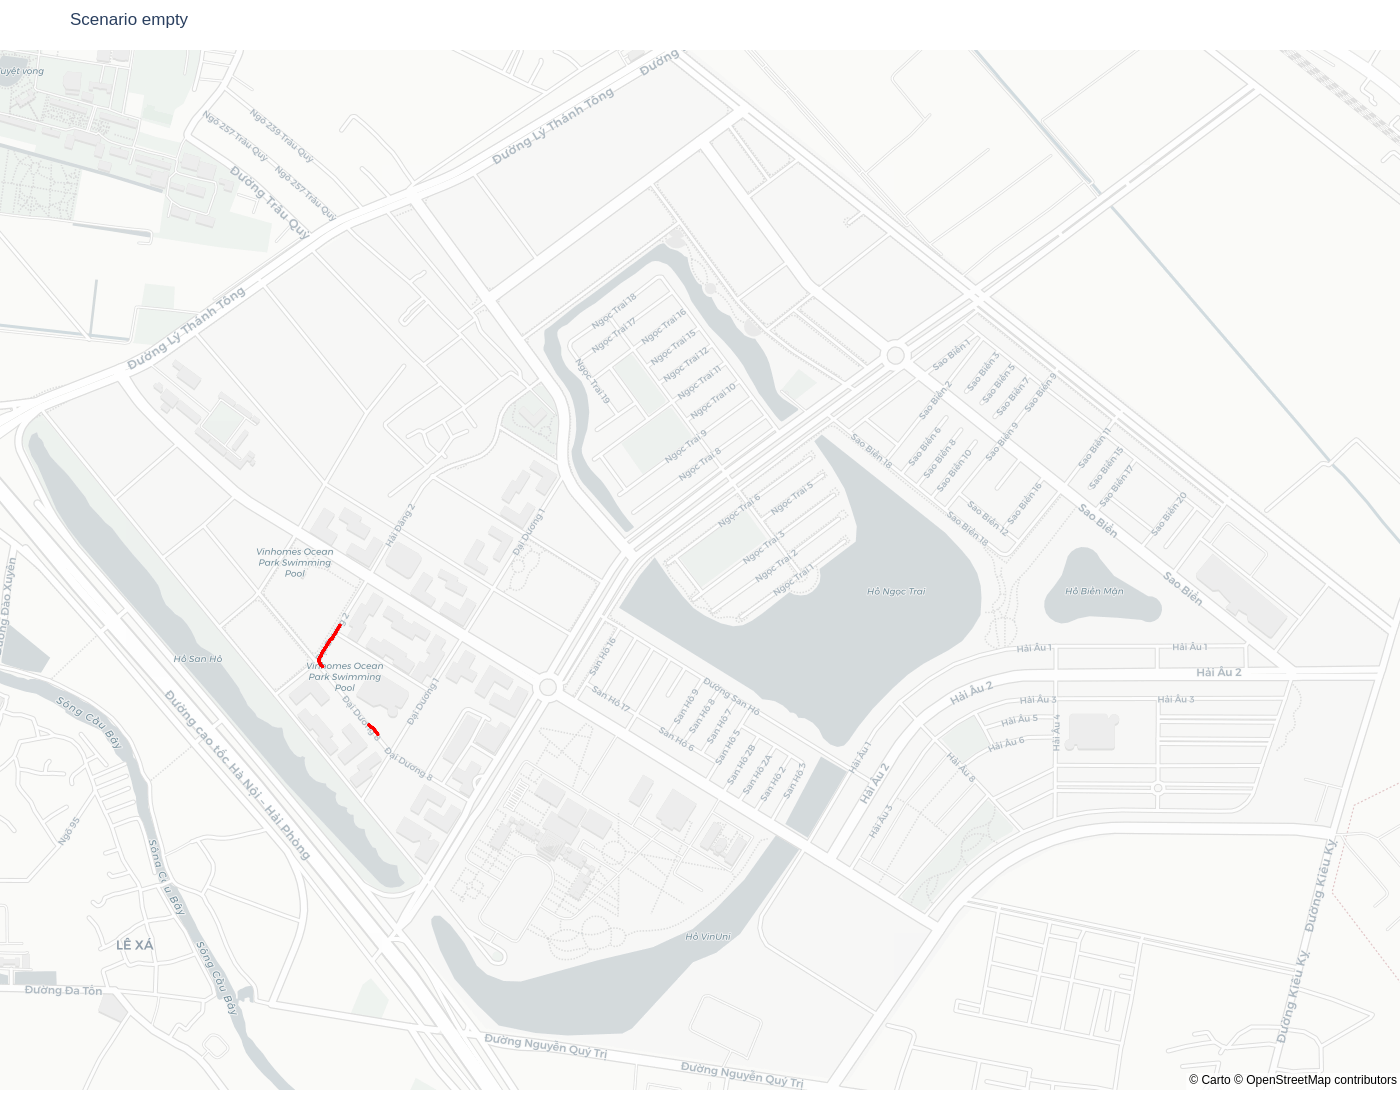 Scenario empty
Đường
Ngõ 239 Trâu Quỳ
Ngõ 257 Trâu Quỳ
Ngõ 257 Trâu Quỳ
Đường Trâu Quỳ
Đường Lý Thánh Tông
Đường Lý Thánh Tông
Ngọc Trai 18
Ngọc Trai 17
Ngọc Trai 16
Ngọc Trai 15
Ngọc Trai 12
Ngọc Trai 11
Ngọc Trai 10
Ngọc Trai 19
Ngọc Trai 9
Ngọc Trai 8
Sao Biển 1
Sao Biển 3
Sao Biển 5
Sao Biển 7
Sao Biển 9
Sao Biển 2
Sao Biển 9
Sao Biển 6
Sao Biển 8
Sao Biển 10
Sao Biển 18
Sao Biển 11
Sao Biển 15
Sao Biển 17
Sao Biển 16
Sao Biển 12
Sao Biển 18
Sao Biển 20
Sao Biển
Sao Biển
Ngọc Trai 6
Ngọc Trai 5
Ngọc Trai 3
Ngọc Trai 2
Ngọc Trai 1
Hải Đăng 2
Đại Dương 1
Vinhomes Ocean
Park Swimming
Pool
Hồ Ngọc Trai
Hồ Biển Mặn
Hồ San Hô
Vinhomes Ocean
Park Swimming
Pool
Đại Dương 1
Đại Dương 8
San Hô 16
San Hô 17
San Hô 6
Đường San Hô
San Hô 9
San Hô 8
San Hô 7
San Hô 5
San Hô 2B
San Hô 2A
San Hô 2
San Hô 3
Hải Âu 1
Hải Âu 1
Hải Âu 2
Hải Âu 2
Hải Âu 3
Hải Âu 3
Hải Âu 5
Hải Âu 4
Hải Âu 6
Hải Âu 8
Hải Âu 1
Hải Âu 2
Hải Âu 3
Sông Cầu Bây
Đường cao tốc Hà Nội - Hải Phòng
Ngõ 95
Sông Cầu Bây
Sông Cầu Bây
LÊ XÁ
Đường Đa Tốn
Hồ VinUni
Đường Kiêu Kỵ
Đường Kiêu Kỵ
Đường Nguyễn Quý Trị
Đường Nguyễn Quý Trị
© Carto © OpenStreetMap contributors